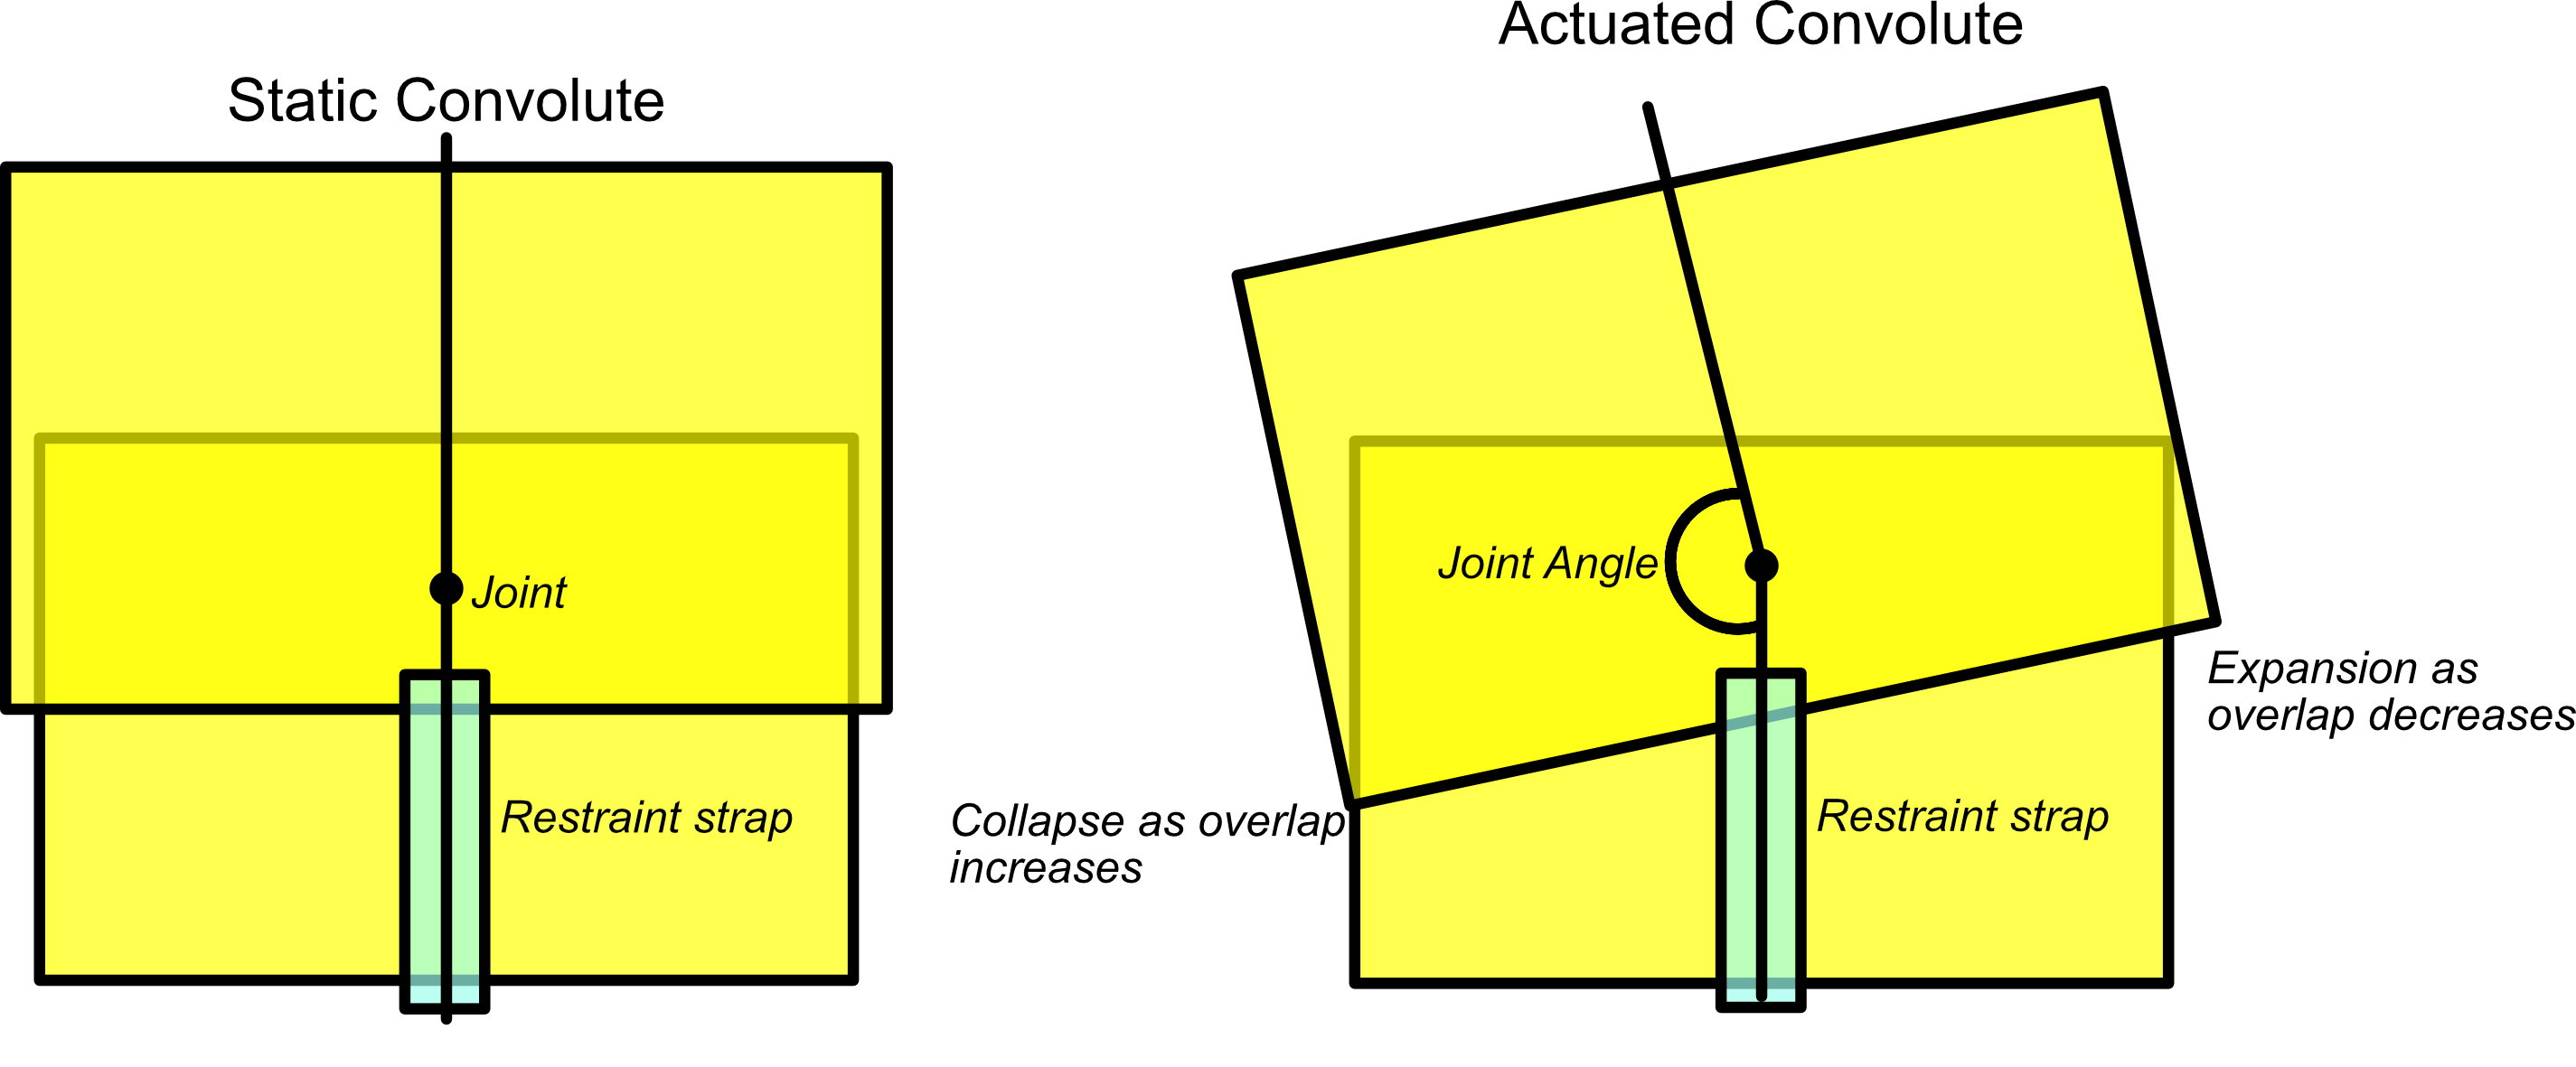 Static Convolute
Joint
Restraint strap
Actuated Convolute
Joint Angle
Expansion as
overlap decreases
Collapse as overlap
increases
Restraint strap